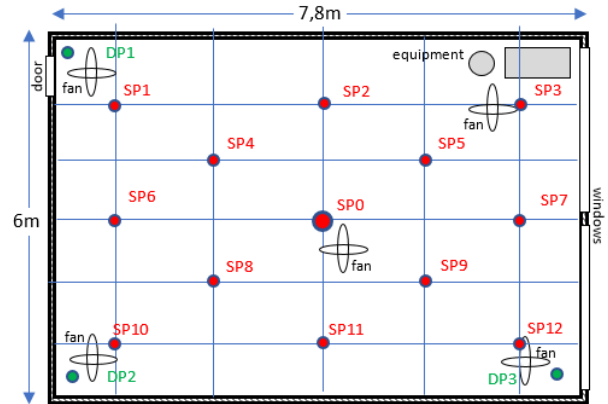 7,8m
DP1
equipment
door
fan
SP1
SP2
SP3
fan
SP4
SP5
SP6
SP0
SP7
6m
windows
fan
SP8
SP9
fan
SP10
SP11
SP12
fan
DP2
DP3